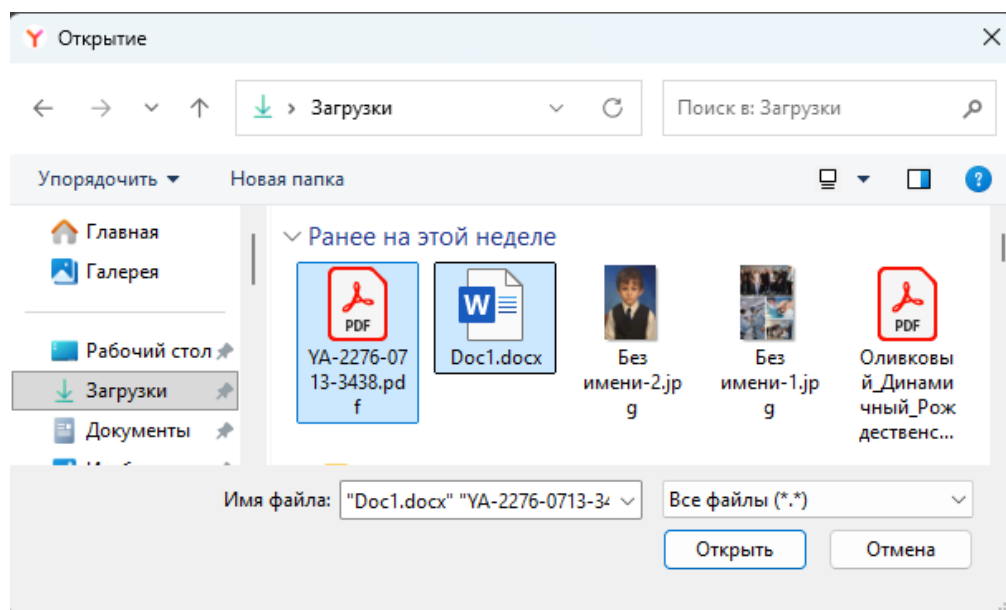 Открытие
Загрузки
Поиск в: Загрузки
Упорядочить
Новая папка
Главная
Галерея
Рабочий стол
Загрузки
Документы
Ранее на этой неделе
PDF
YA-2276-07
13-3438.pd
f
W
Doc1.docx
Без
имени-2.jp
g
Без
имени-1.jp
g
PDF
Оливковы
й_Динами
чный_Рож
дественс...
Имя файла:
"Doc1.docx" "YA-2276-0713-34
Все файлы (*.*)
Открыть
Отмена